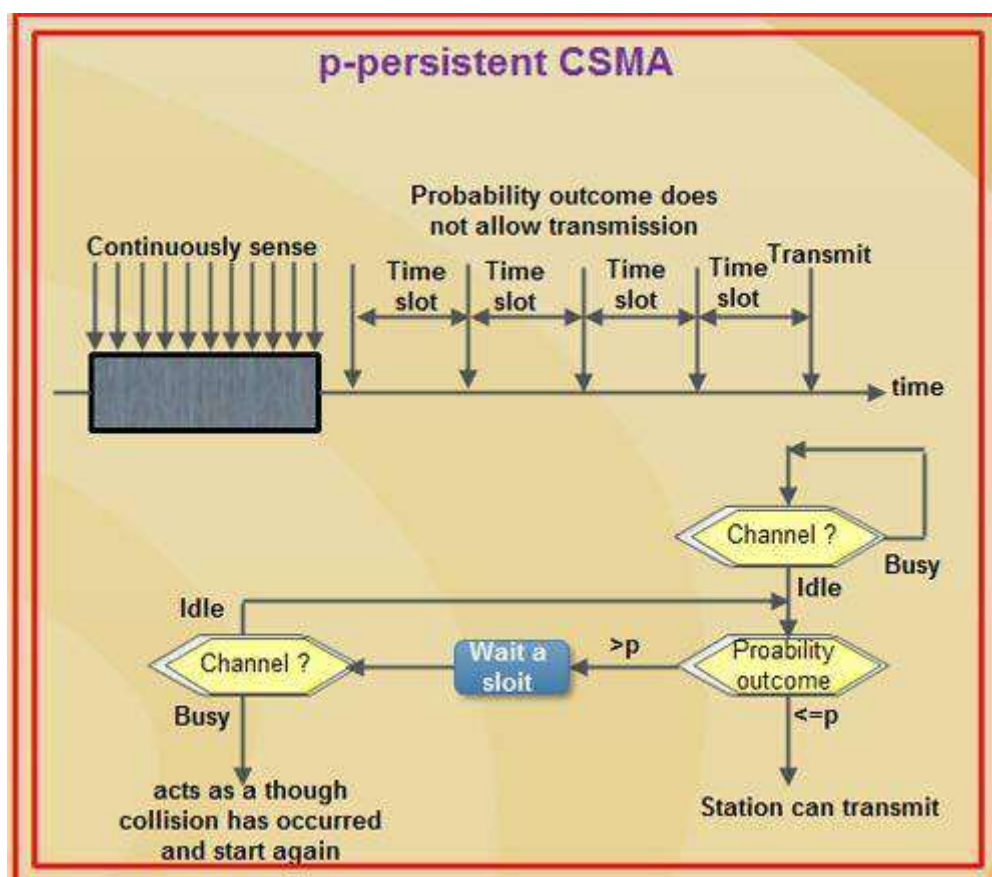 p-persistent CSMA
Probability outcome does
not allow transmission
Continuously sense
Time
slot
Time
slot
Time
slot
Time
slot
Transmit
time
Channel ?
Busy
Idle
Proability
outcome
>p
<=p
Wait a
sloit
Channel ?
Idle
Busy
acts as a though
collision has occurred
and start again
Station can transmit